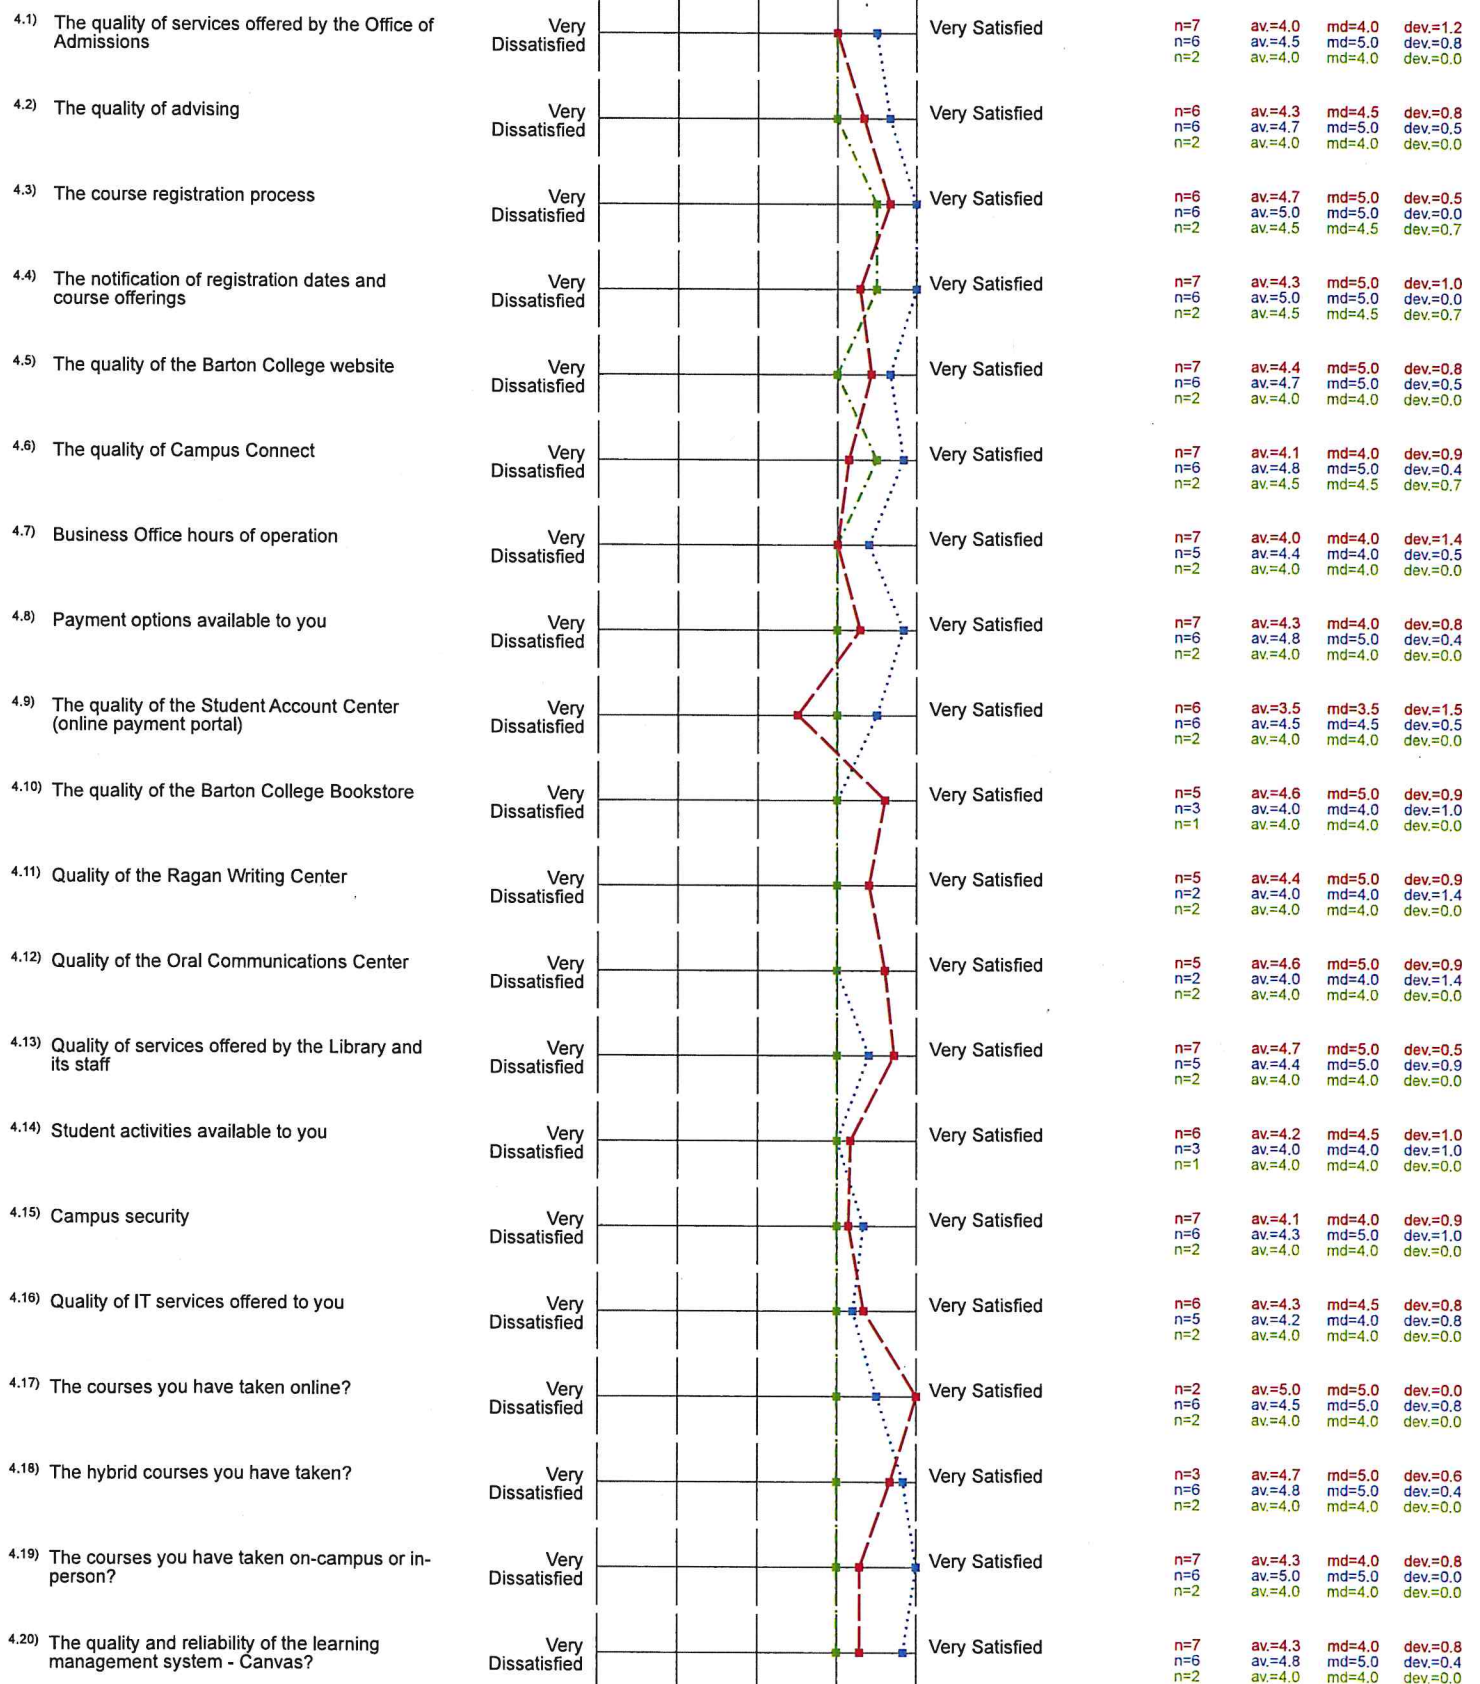 4.1) The quality of services offered by the Office of
Admissions
Very
Dissatisfied
Very Satisfied
n=7 av.=4.0 md=4.0 dev.=1.2
n=6 av.=4.5 md=5.0 dev.=0.8
n=2 av.=4.0 md=4.0 dev.=0.0
4.2) The quality of advising
Very
Dissatisfied
Very Satisfied
n=6 av.=4.3 md=4.5 dev.=0.8
n=6 av.=4.7 md=5.0 dev.=0.5
n=2 av.=4.0 md=4.0 dev.=0.0
4.3) The course registration process
Very
Dissatisfied
Very Satisfied
n=6 av.=4.7 md=5.0 dev.=0.5
n=6 av.=5.0 md=5.0 dev.=0.0
n=2 av.=4.5 md=4.5 dev.=0.7
4.4) The notification of registration dates and
course offerings
Very
Dissatisfied
Very Satisfied
n=7 av.=4.3 md=5.0 dev.=1.0
n=6 av.=5.0 md=5.0 dev.=0.0
n=2 av.=4.5 md=4.5 dev.=0.7
4.5) The quality of the Barton College website
Very
Dissatisfied
Very Satisfied
n=7 av.=4.4 md=5.0 dev.=0.8
n=6 av.=4.7 md=5.0 dev.=0.5
n=2 av.=4.0 md=4.0 dev.=0.0
4.6) The quality of Campus Connect
Very
Dissatisfied
Very Satisfied
n=7 av.=4.1 md=4.0 dev.=0.9
n=6 av.=4.8 md=5.0 dev.=0.4
n=2 av.=4.5 md=4.5 dev.=0.7
4.7) Business Office hours of operation
Very
Dissatisfied
Very Satisfied
n=7 av.=4.0 md=4.0 dev.=1.4
n=5 av.=4.4 md=4.0 dev.=0.5
n=2 av.=4.0 md=4.0 dev.=0.0
4.8) Payment options available to you
Very
Dissatisfied
Very Satisfied
n=7 av.=4.3 md=4.0 dev.=0.8
n=6 av.=4.8 md=5.0 dev.=0.4
n=2 av.=4.0 md=4.0 dev.=0.0
4.9) The quality of the Student Account Center
(online payment portal)
Very
Dissatisfied
Very Satisfied
n=6 av.=3.5 md=3.5 dev.=1.5
n=6 av.=4.5 md=4.5 dev.=0.5
n=2 av.=4.0 md=4.0 dev.=0.0
4.10) The quality of the Barton College Bookstore
Very
Dissatisfied
Very Satisfied
n=5 av.=4.6 md=5.0 dev.=0.9
n=3 av.=4.0 md=4.0 dev.=1.0
n=1 av.=4.0 md=4.0 dev.=0.0
4.11) Quality of the Ragan Writing Center
Very
Dissatisfied
Very Satisfied
n=5 av.=4.4 md=5.0 dev.=0.9
n=2 av.=4.0 md=4.0 dev.=1.4
n=2 av.=4.0 md=4.0 dev.=0.0
4.12) Quality of the Oral Communications Center
Very
Dissatisfied
Very Satisfied
n=5 av.=4.6 md=5.0 dev.=0.9
n=2 av.=4.0 md=4.0 dev.=1.4
n=2 av.=4.0 md=4.0 dev.=0.0
4.13) Quality of services offered by the Library and
its staff
Very
Dissatisfied
Very Satisfied
n=7 av.=4.7 md=5.0 dev.=0.5
n=5 av.=4.4 md=5.0 dev.=0.9
n=2 av.=4.0 md=4.0 dev.=0.0
4.14) Student activities available to you
Very
Dissatisfied
Very Satisfied
n=6 av.=4.2 md=4.5 dev.=1.0
n=3 av.=4.0 md=4.0 dev.=1.0
n=1 av.=4.0 md=4.0 dev.=0.0
4.15) Campus security
Very
Dissatisfied
Very Satisfied
n=7 av.=4.1 md=4.0 dev.=0.9
n=6 av.=4.3 md=5.0 dev.=1.0
n=2 av.=4.0 md=4.0 dev.=0.0
4.16) Quality of IT services offered to you
Very
Dissatisfied
Very Satisfied
n=6 av.=4.3 md=4.5 dev.=0.8
n=5 av.=4.2 md=4.0 dev.=0.8
n=2 av.=4.0 md=4.0 dev.=0.0
4.17) The courses you have taken online?
Very
Dissatisfied
Very Satisfied
n=2 av.=5.0 md=5.0 dev.=0.0
n=6 av.=4.5 md=5.0 dev.=0.8
n=2 av.=4.0 md=4.0 dev.=0.0
4.18) The hybrid courses you have taken?
Very
Dissatisfied
Very Satisfied
n=3 av.=4.7 md=5.0 dev.=0.6
n=6 av.=4.8 md=5.0 dev.=0.4
n=2 av.=4.0 md=4.0 dev.=0.0
4.19) The courses you have taken on-campus or in-
person?
Very
Dissatisfied
Very Satisfied
n=7 av.=4.3 md=4.0 dev.=0.8
n=6 av.=5.0 md=5.0 dev.=0.0
n=2 av.=4.0 md=4.0 dev.=0.0
4.20) The quality and reliability of the learning
management system - Canvas?
Very
Dissatisfied
Very Satisfied
n=7 av.=4.3 md=4.0 dev.=0.8
n=6 av.=4.8 md=5.0 dev.=0.4
n=2 av.=4.0 md=4.0 dev.=0.0